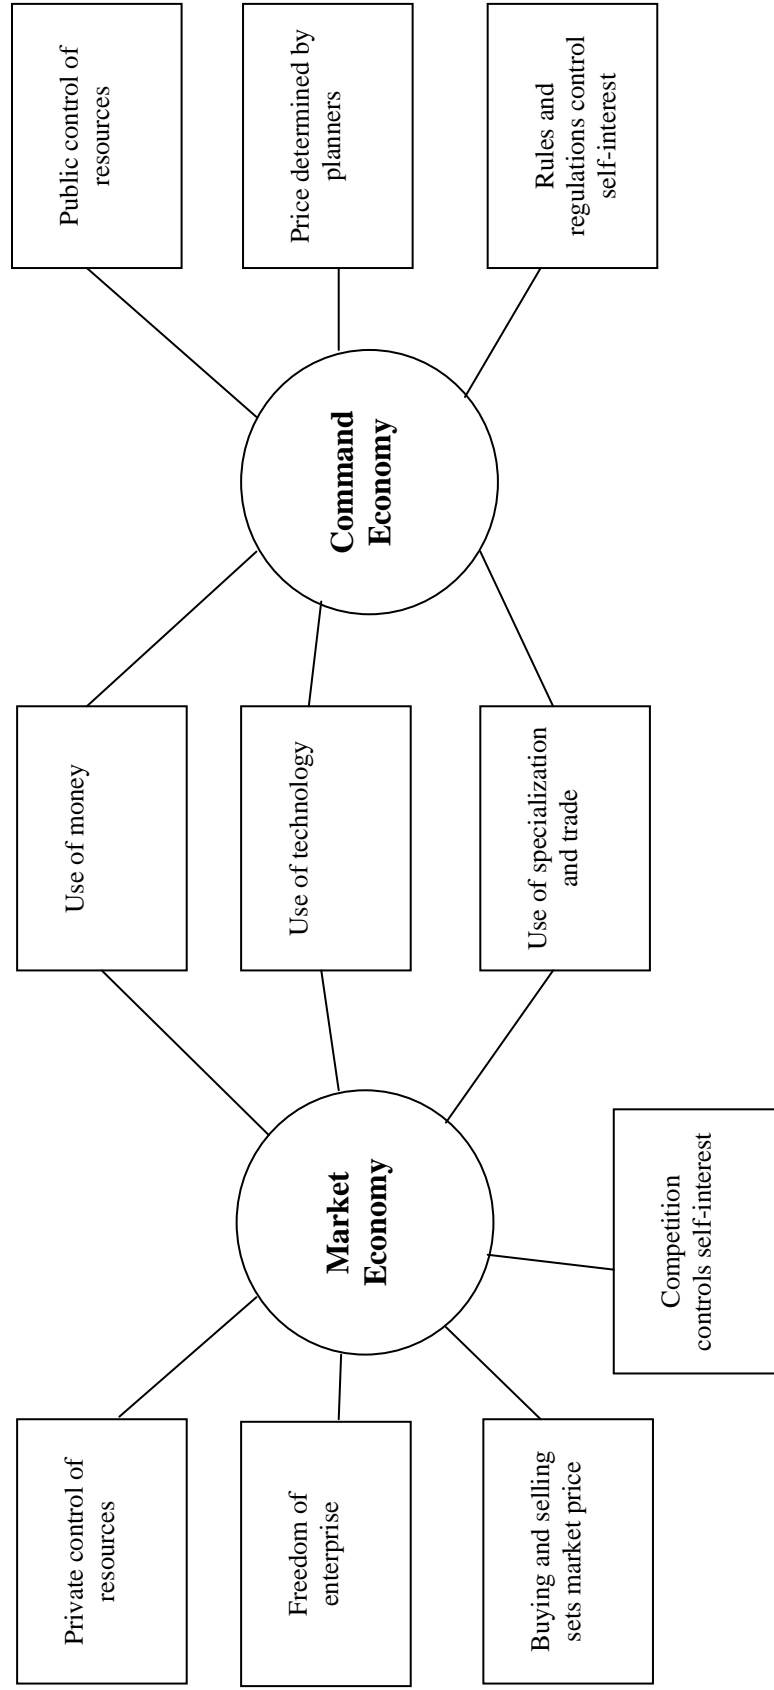 Private control of
resources
Use of money
Public control of
resources
Market
Economy
Command
Economy
Freedom of
enterprise
Use of technology
Price determined by
planners
Buying and selling
sets market price
Use of specialization
and trade
Rules and
regulations control
self-interest
Competition
controls self-interest